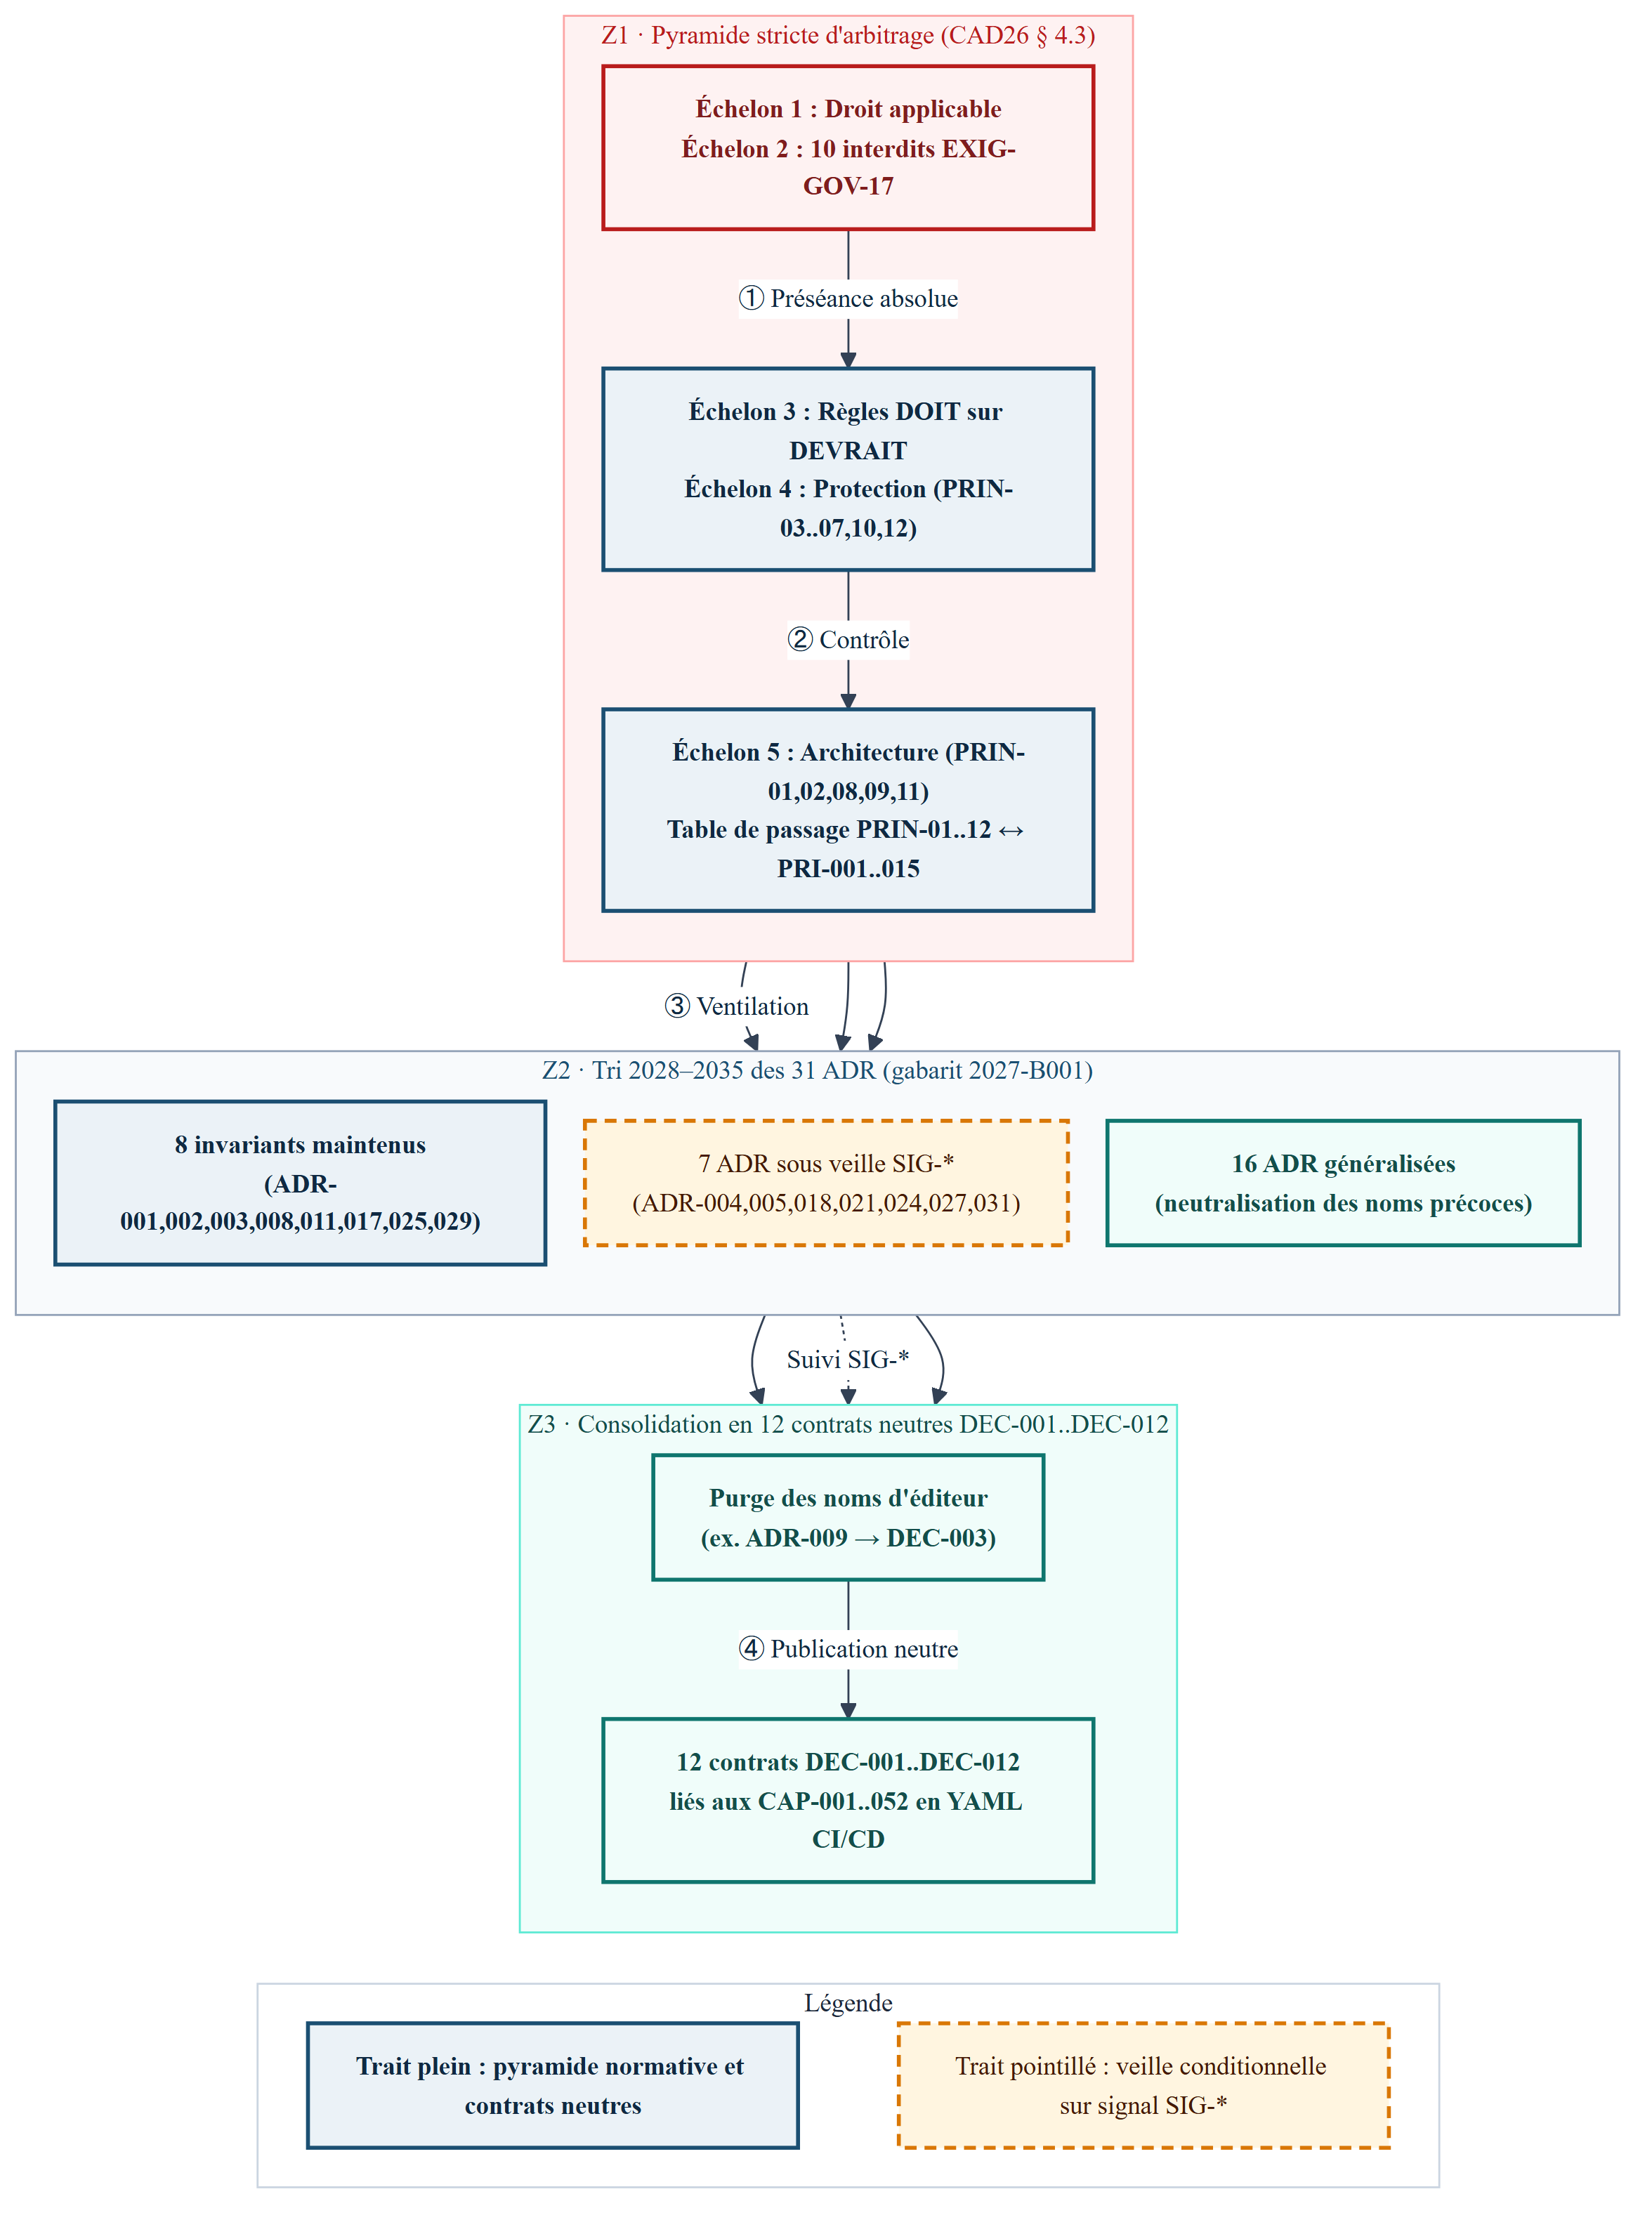 Z1 · Pyramide stricte d'arbitrage (CAD26 § 4.3)
Échelon 1 : Droit applicable
Échelon 2 : 10 interdits EXIG-
GOV-17
① Préséance absolue
Échelon 3 : Règles DOIT sur
DEVRAIT
Échelon 4 : Protection (PRIN-
03..07,10,12)
② Contrôle
Échelon 5 : Architecture (PRIN-
01,02,08,09,11)
Table de passage PRIN-01..12 ↔
PRI-001..015
③ Ventilation
Z2 · Tri 2028–2035 des 31 ADR (gabarit 2027-B001)
8 invariants maintenus
(ADR-
001,002,003,008,011,017,025,029)
7 ADR sous veille SIG-*
(ADR-004,005,018,021,024,027,031)
16 ADR généralisées
(neutralisation des noms précoces)
Suivi SIG-*
Z3 · Consolidation en 12 contrats neutres DEC-001..DEC-012
Purge des noms d'éditeur
(ex. ADR-009 → DEC-003)
④ Publication neutre
12 contrats DEC-001..DEC-012
liés aux CAP-001..052 en YAML
CI/CD
Légende
Trait plein : pyramide normative et
contrats neutres
Trait pointillé : veille conditionnelle
sur signal SIG-*